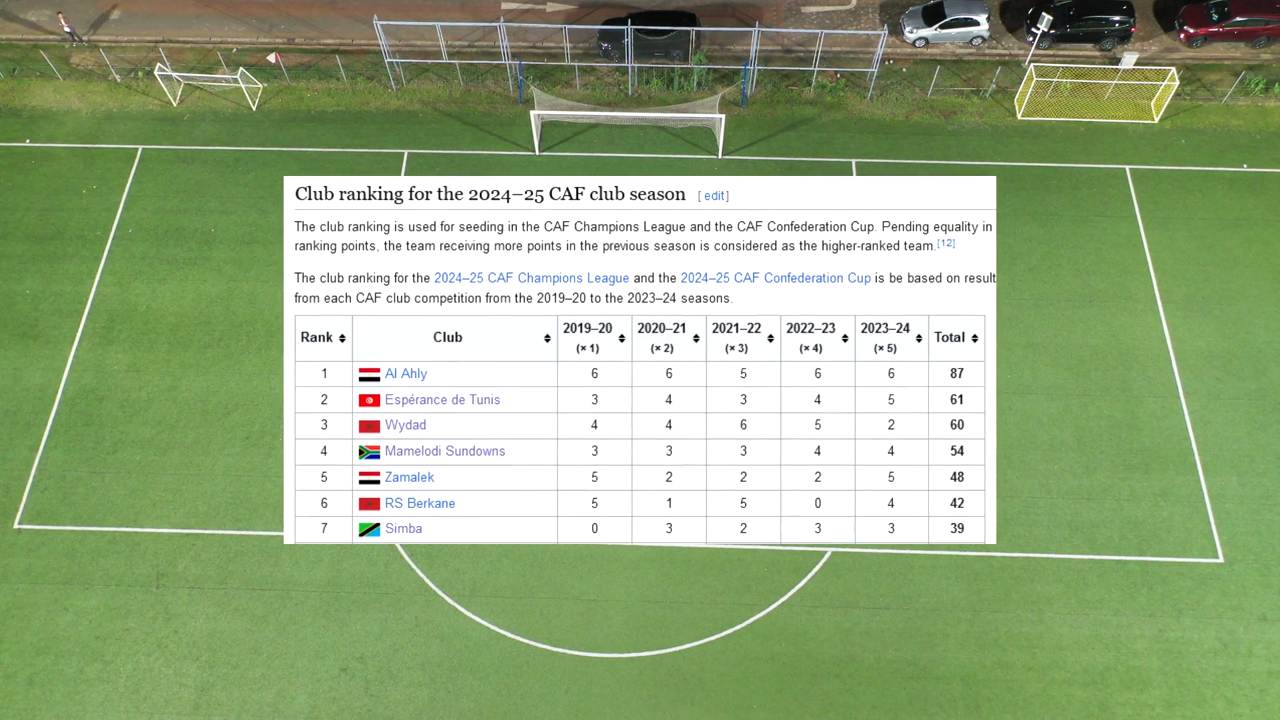 Club ranking for the 2024–25 CAF club season [ edit]
The club ranking is used for seeding in the CAF Champions League and the CAF Confederation Cup. Pending equality in
ranking points, the team receiving more points in the previous season is considered as the higher-ranked team.[12]
The club ranking for the 2024–25 CAF Champions League and the 2024–25 CAF Confederation Cup is be based on result
from each CAF club competition from the 2019–20 to the 2023–24 seasons.
Rank Club 2019–20 (× 1) 2020–21 (× 2) 2021–22 (× 3) 2022–23 (× 4) 2023–24 (× 5) Total
1 Al Ahly 6 6 5 6 6 87
2 Espérance de Tunis 3 4 3 4 5 61
3 Wydad 4 4 6 5 2 60
4 Mamelodi Sundowns 3 3 3 4 4 54
5 Zamalek 5 2 2 2 5 48
6 RS Berkane 5 1 5 0 4 42
7 Simba 0 3 2 3 3 39